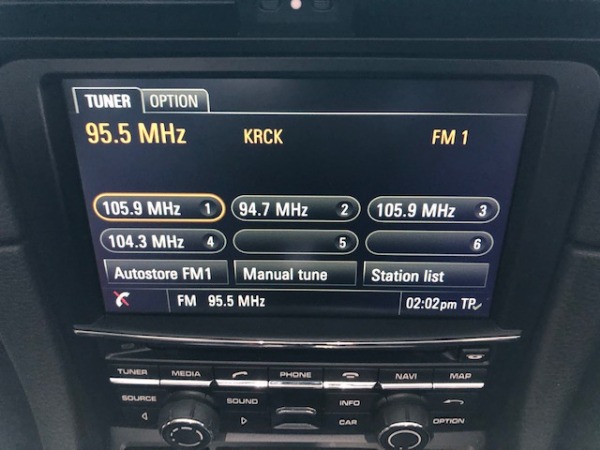 TUNER OPTION
95.5 MHz KRCK FM 1
105.9 MHz 1 94.7 MHz 2 105.9 MHz 3
104.3 MHz 4 5 6
Autostore FM1 Manual tune Station list
FM 95.5 MHz 02:02pm TP
TUNER MEDIA PHONE NAVI MAP
SOURCE SOUND INFO
CAR OPTION